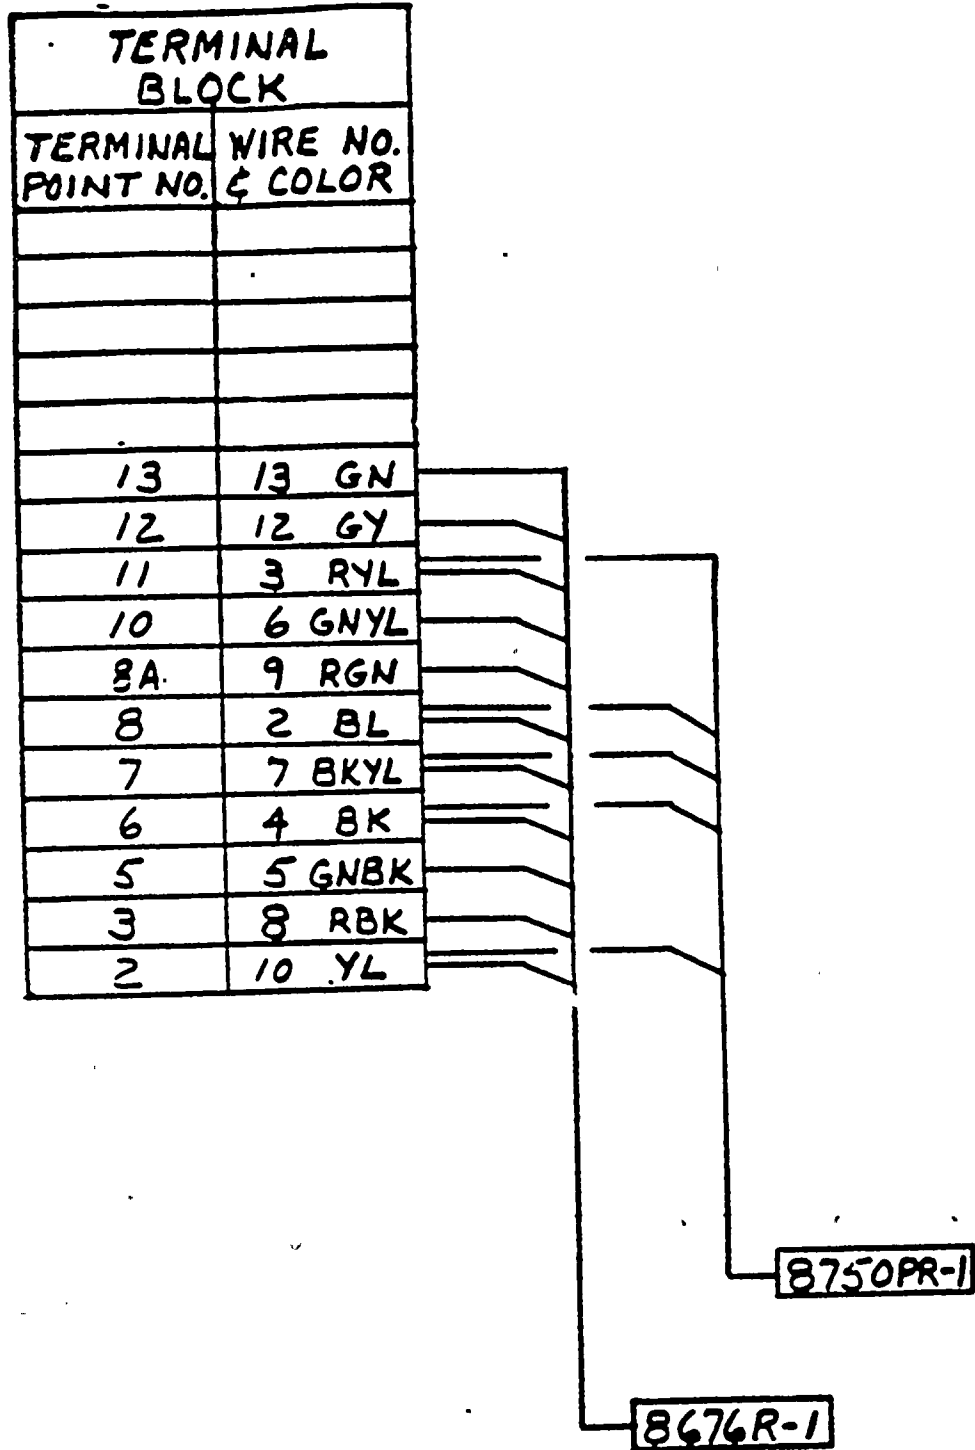 TERMINAL
BLOCK
TERMINAL POINT NO.
WIRE NO. & COLOR
13 13 GN
12 12 GY
11 3 RYL
10 6 GNYL
8A 9 RGN
8 2 BL
7 7 BKYL
6 4 BK
5 5 GNBK
3 8 RBK
2 10 YL
8750PR-1
8676R-1